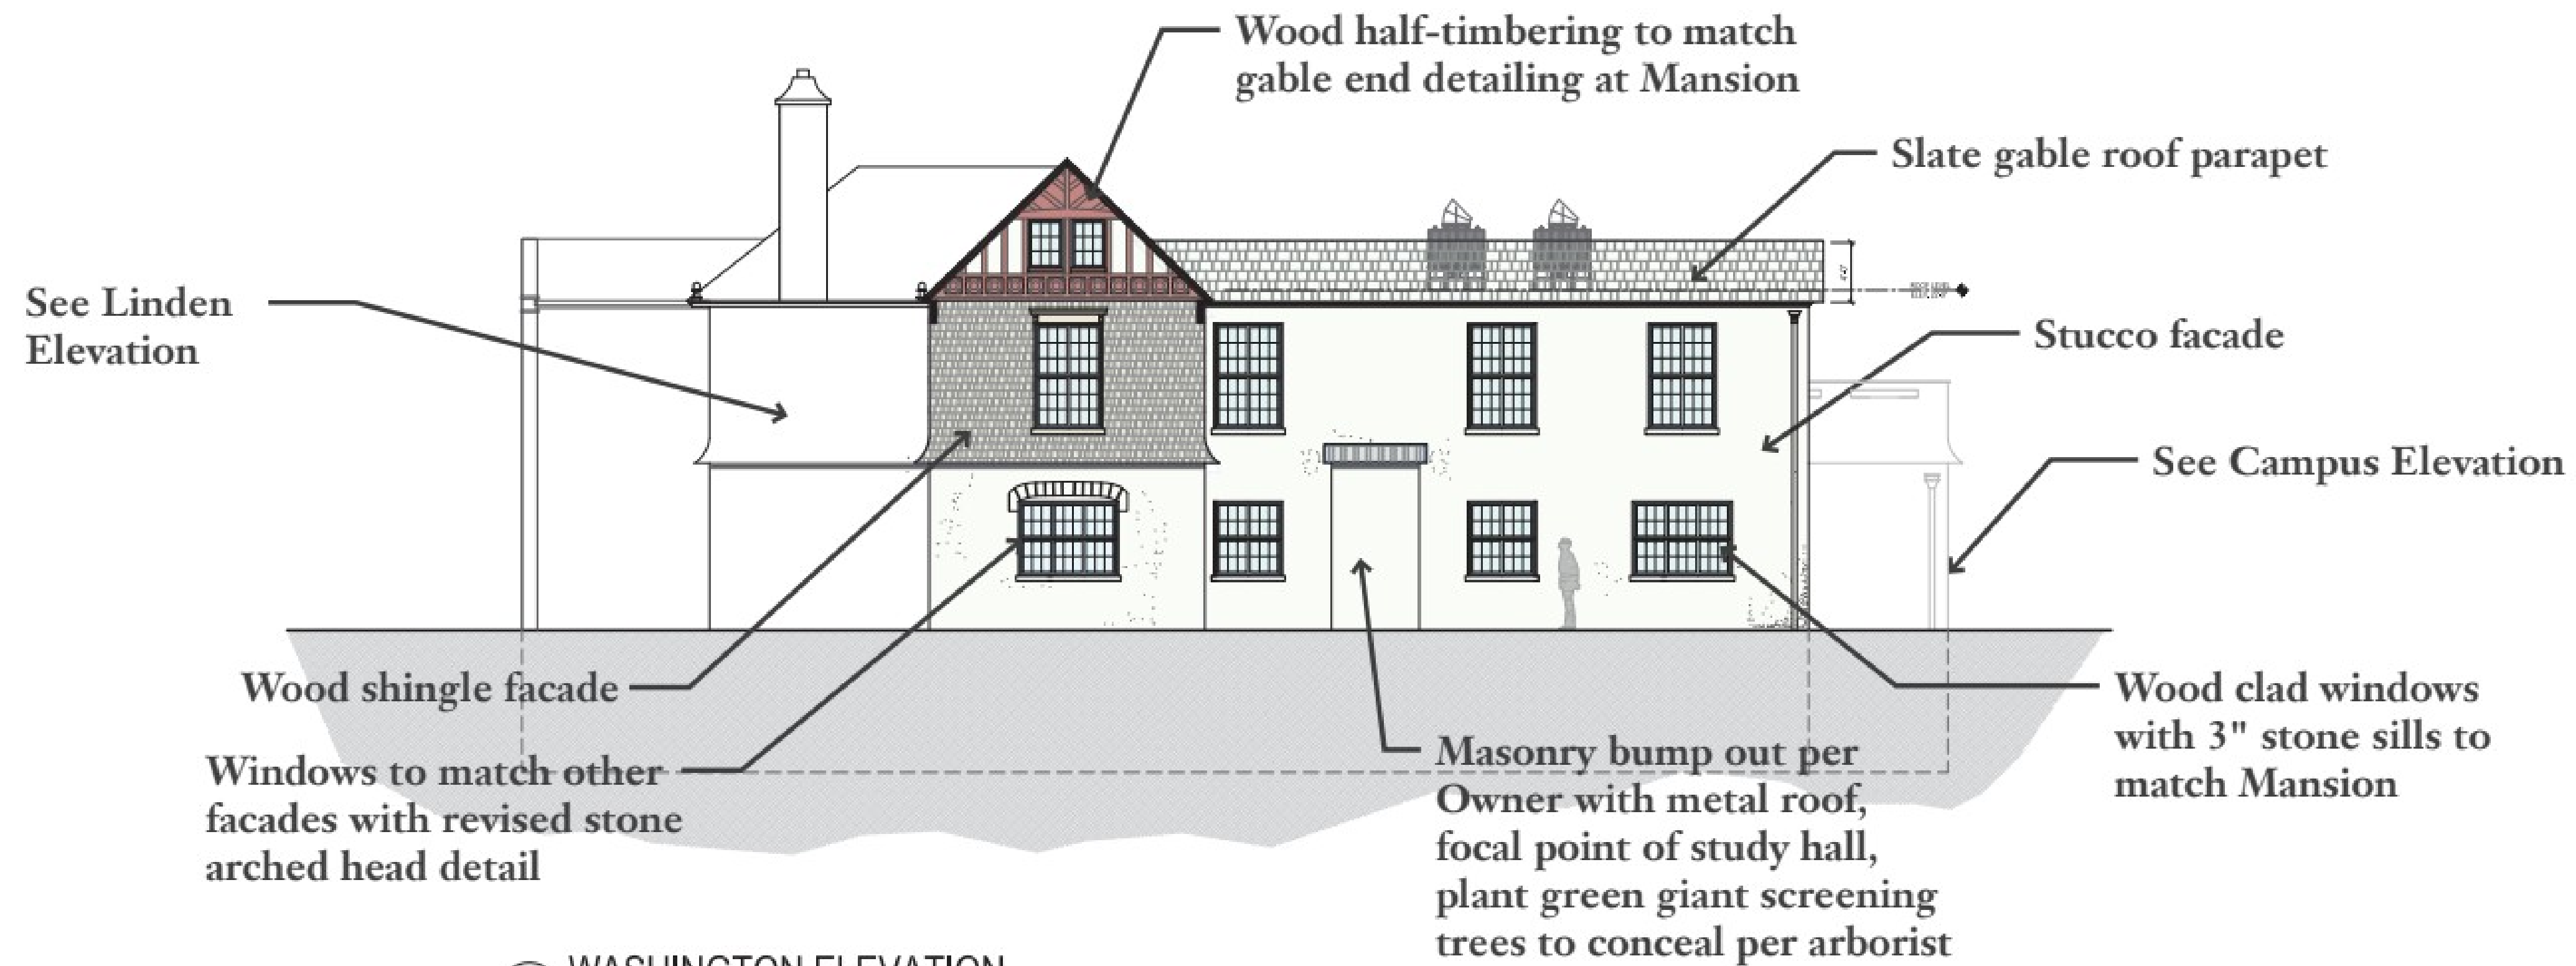 Wood half-timbering to match
gable end detailing at Mansion
Slate gable roof parapet
See Linden
Elevation
Stucco facade
See Campus Elevation
Wood shingle facade
Wood clad windows
with 3" stone sills to
match Mansion
Windows to match other
facades with revised stone
arched head detail
Masonry bump out per
Owner with metal roof,
focal point of study hall,
plant green giant screening
trees to conceal per arborist
WASHINGTON ELEVATION